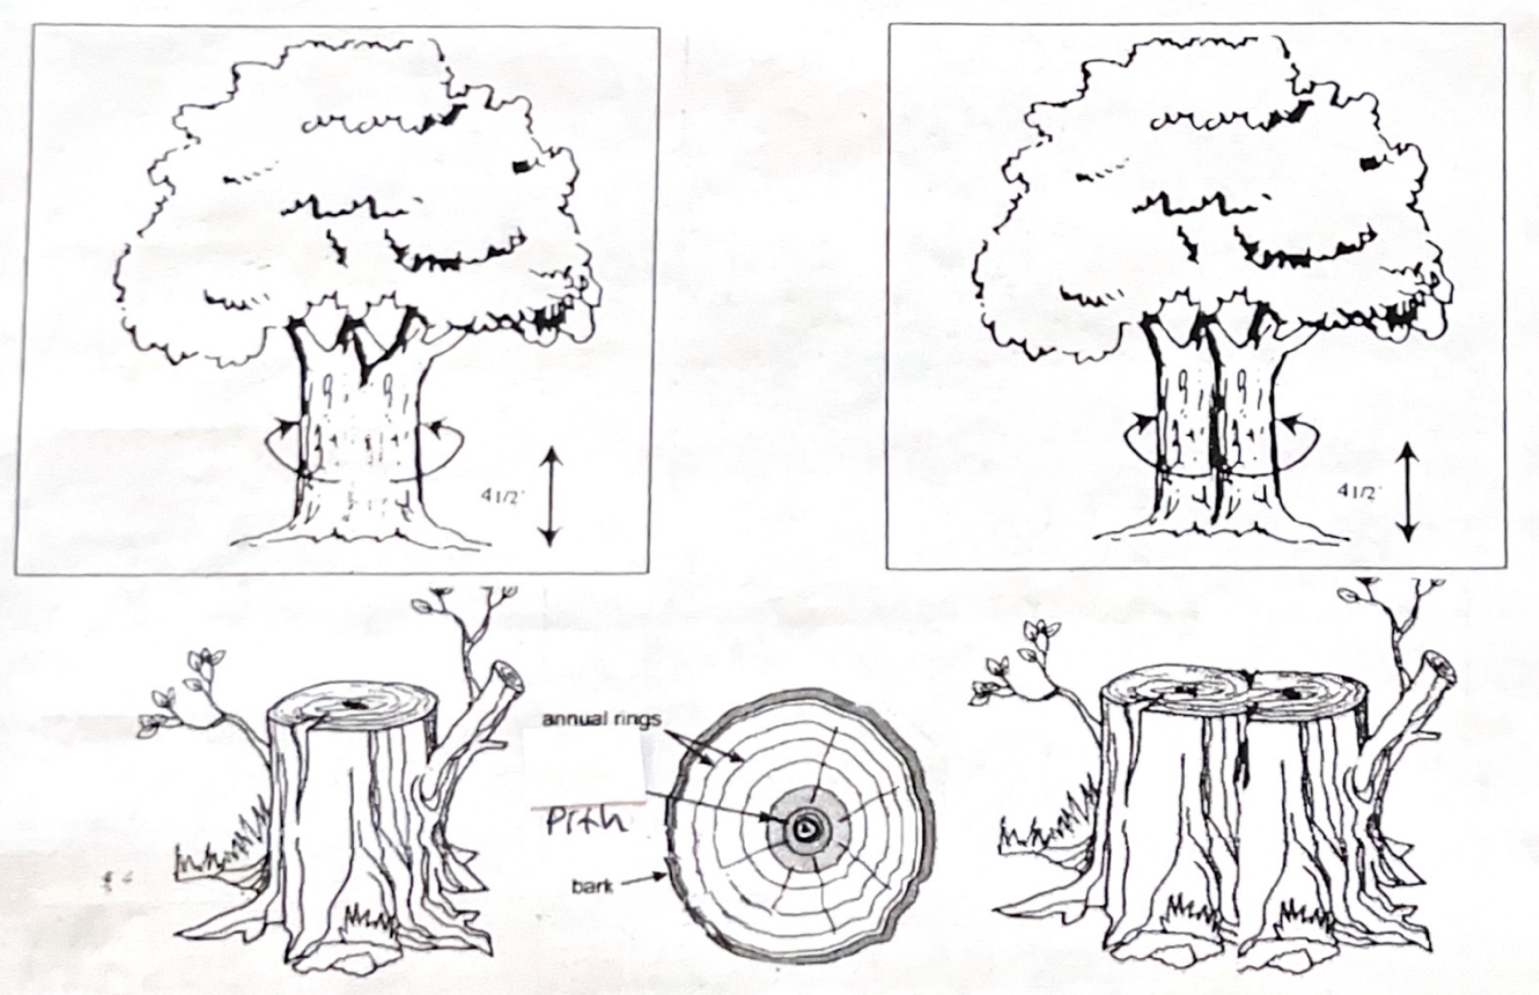 4 1/2'
4 1/2'
annual rings
Pith
bark